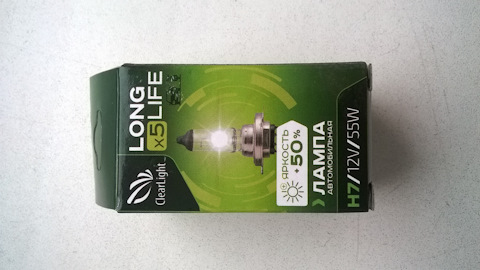 ClearLight
LONG
x5 LIFE
ЯРКОСТЬ
+50%
ЛАМПА
АВТОМОБИЛЬНАЯ
H7//12V//55W